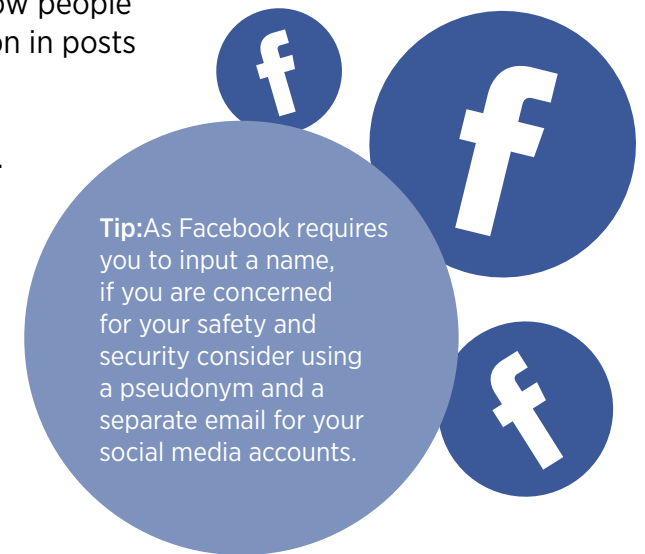 ow people
on in posts
.
Tip:As Facebook requires
you to input a name,
if you are concerned
for your safety and
security consider using
a pseudonym and a
separate email for your
social media accounts.
f
f
f